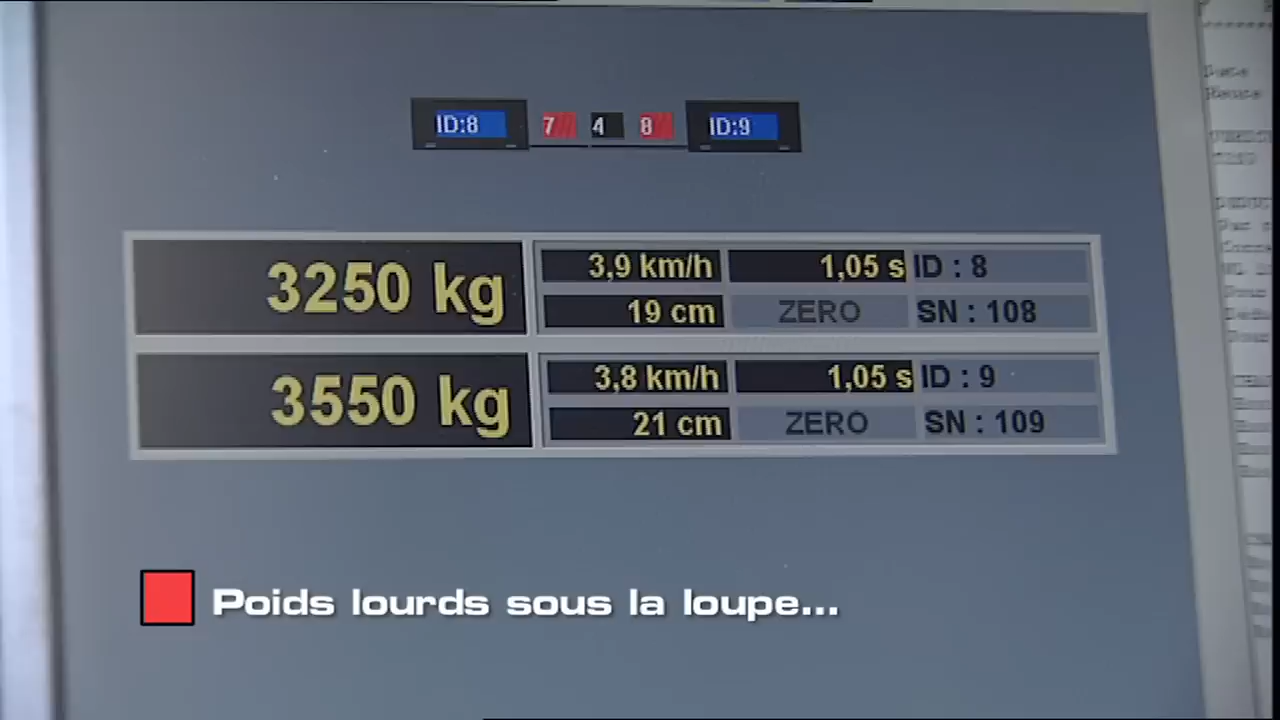 ID:8 7 4 8 ID:9
3250 kg 3,9 km/h 1,05 s ID : 8
19 cm ZERO SN : 108
3550 kg 3,8 km/h 1,05 s ID : 9
21 cm ZERO SN : 109
Poids lourds sous la loupe...